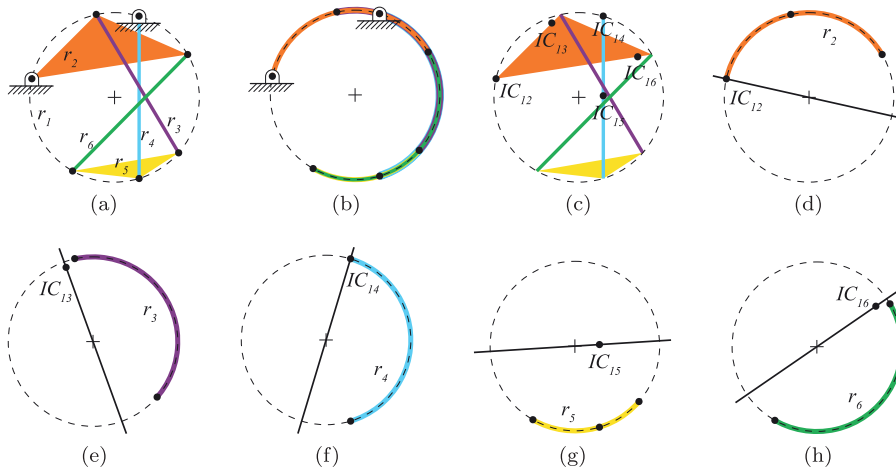 r2
r1
r6
r5
r4
r3
(a)
(b)
IC13
IC14
IC16
IC12
IC15
(c)
r2
IC12
(d)
IC13
r3
(e)
IC14
r4
(f)
IC15
r5
(g)
IC16
r6
(h)